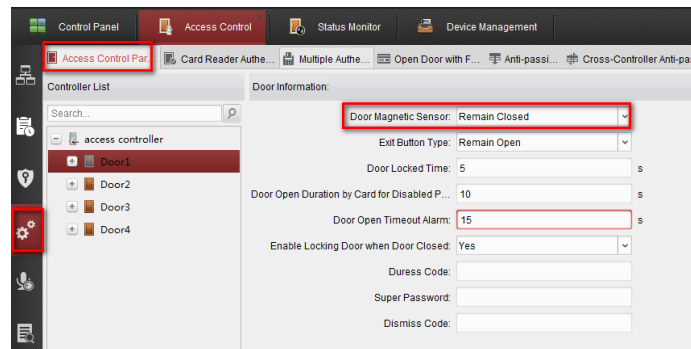 Control Panel Access Control Status Monitor Device Management
Access Control Par... Card Reader Authe... Multiple Authe... Open Door with F... Anti-passi... Cross-Controller Anti-pa
Controller List
Door Information:
Search...
Door Magnetic Sensor: Remain Closed
access controller
Exit Button Type: Remain Open
Door1
Door Locked Time: 5 s
Door2
Door Open Duration by Card for Disabled P... 10 s
Door3
Door Open Timeout Alarm: 15 s
Door4
Enable Locking Door when Door Closed: Yes
Duress Code:
Super Password:
Dismiss Code: